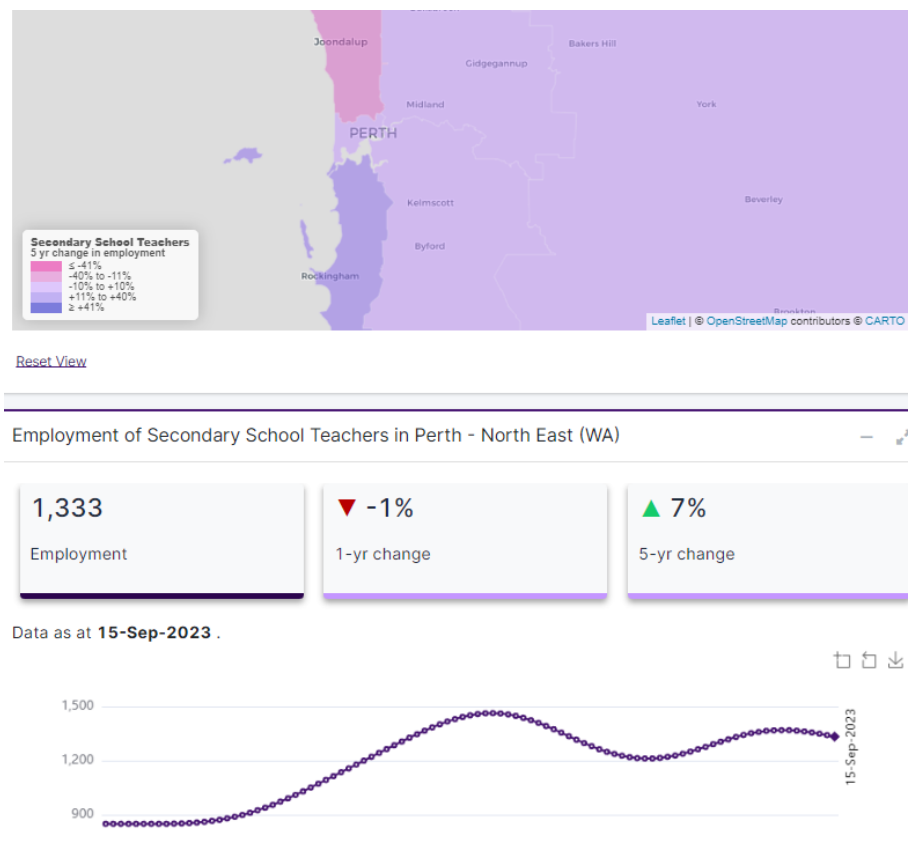 Joondalup
Bakers Hill
Gidgegannup
Midland
York
PERTH
Kelmscott
Beverley
Byford
Secondary School Teachers
5 yr change in employment
≤ -41%
-40% to -11%
-10% to +10%
+11% to +40%
≥ +41%
Rockingham
Brookton
Leaflet | © OpenStreetMap contributors © CARTO
Reset View
Employment of Secondary School Teachers in Perth - North East (WA)
1,333
Employment
▼ -1%
1-yr change
▲ 7%
5-yr change
Data as at 15-Sep-2023 .
1,500
1,200
900
15-Sep-2023